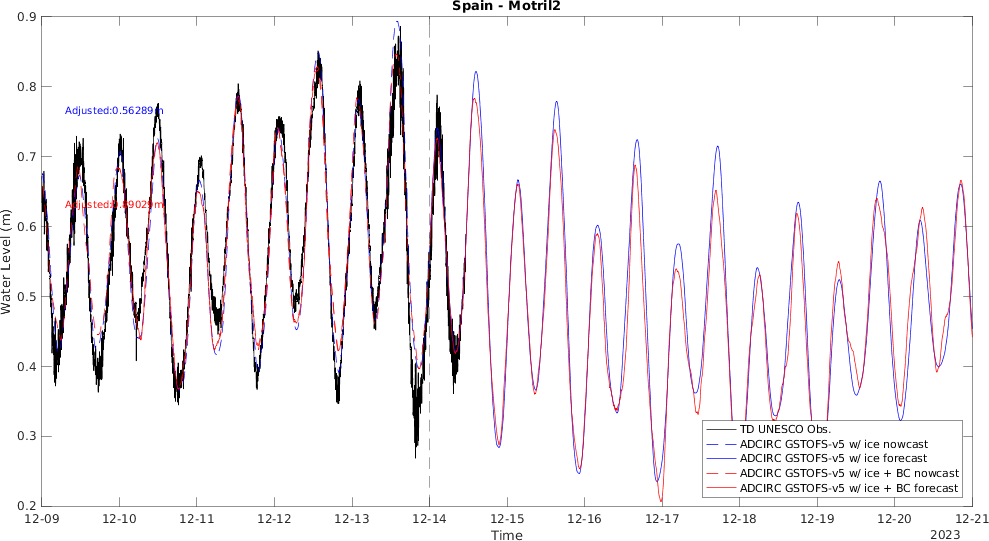 Spain - Motril2
0.9
0.8
0.7
0.6
0.5
0.4
0.3
0.2
Water Level (m)
Adjusted:0.56289m
12-09 12-10 12-11 12-12 12-13 12-14 12-15 12-16 12-17 12-18 12-19 12-20 12-21
Time
2023
TD UNESCO Obs.
ADCIRC GSTOFS-v5 w/ ice nowcast
ADCIRC GSTOFS-v5 w/ ice forecast
ADCIRC GSTOFS-v5 w/ ice + BC nowcast
ADCIRC GSTOFS-v5 w/ ice + BC forecast